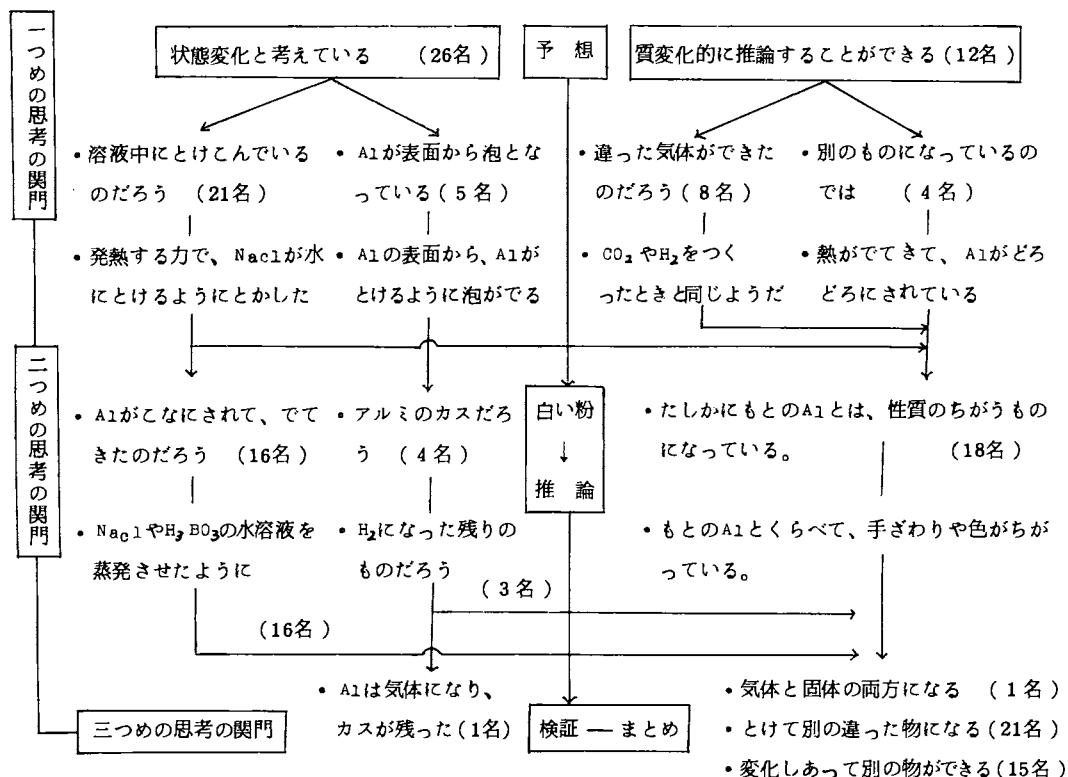 一つめの思考の関門
状態変化と考えている (26名)
予想
質変化的に推論することができる(12名)
・溶液中にとけこんでいる
のだろう (21名)
・Alが表面から泡とな
っている(5名)
・違った気体ができた
のだろう(8名)
・別のものになっているの
では (4名)
・発熱する力で、Naclが水
にとけるようにとかした
・Alの表面から、Alが
とけるように泡がでる
・CO₂やH₂をつく
ったときと同じようだ
・熱がでてきて、Alがどろ
どろにされている
二つめの思考の関門
・Alがこなにされて、でて
きたのだろう (16名)
・アルミのカスだろ
う (4名)
白い粉
↓
推論
・たしかにもとのAlとは、性質のちがうもの
になっている。 (18名)
・NaclやH₃BO₃の水溶液を
蒸発させたように
・H₂になった残りの
ものだろう
・もとのAlとくらべて、手ざわりや色がちが
っている。
(3名)
(16名)
三つめの思考の関門
・Alは気体になり、
カスが残った(1名)
検証 ― まとめ
・気体と固体の両方になる (1名)
・とけて別の違った物になる(21名)
・変化しあって別の物ができる(15名)